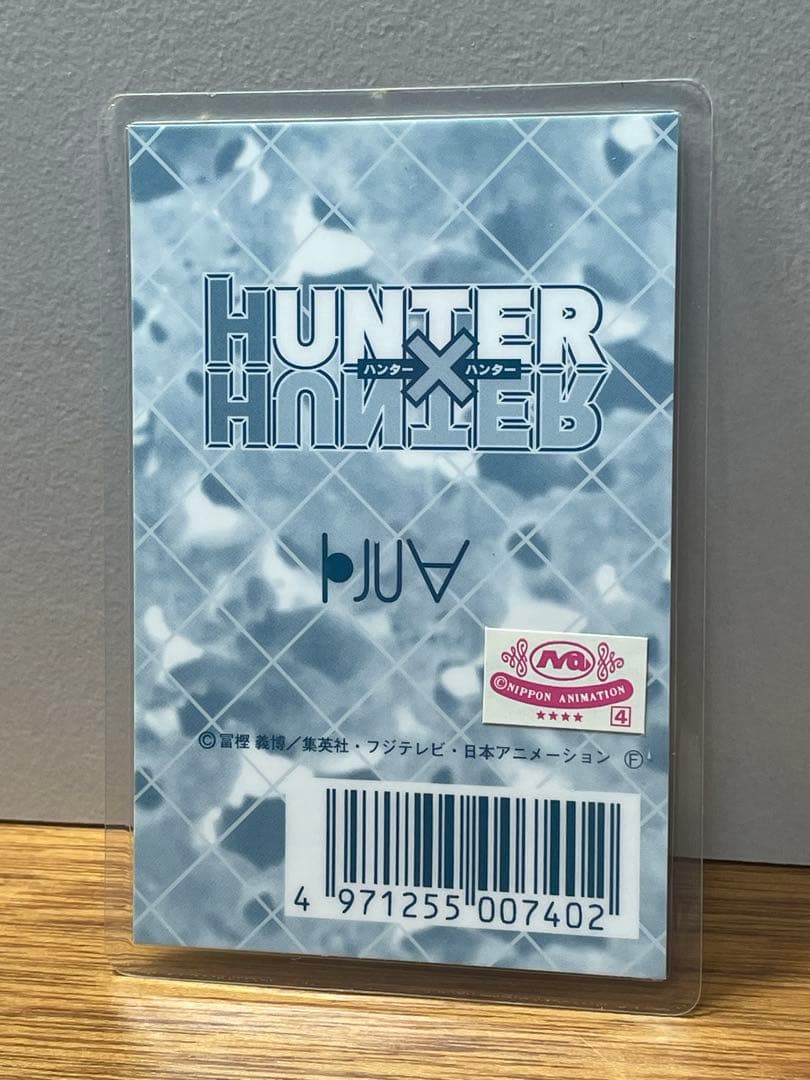 HUNTER
ハンター × ハンター
HUNTER
Na
©NIPPON ANIMATION
★★★★ 4
©冨樫 義博／集英社・フジテレビ・日本アニメーション Ⓕ
4 971255 007402